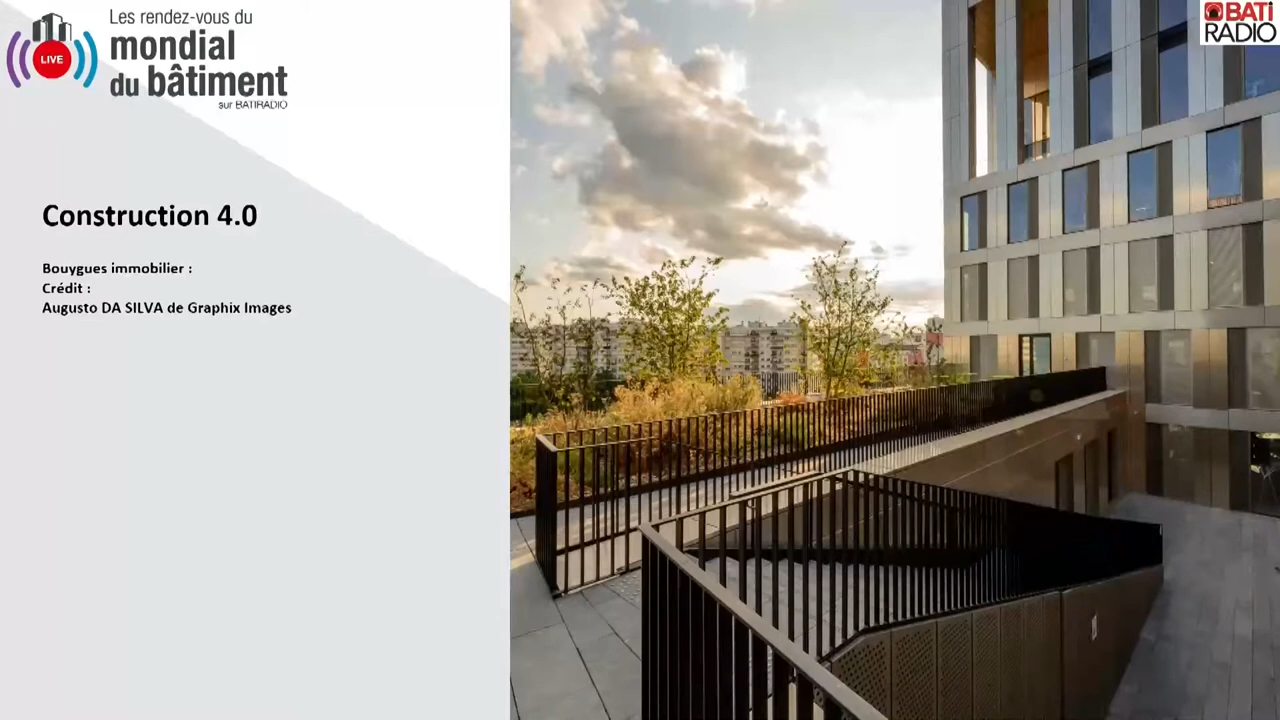 Les rendez-vous du
mondial
du bâtiment
sur BATIRADIO
LIVE
BATI
RADIO
Construction 4.0
Bouygues immobilier :
Crédit :
Augusto DA SILVA de Graphix Images